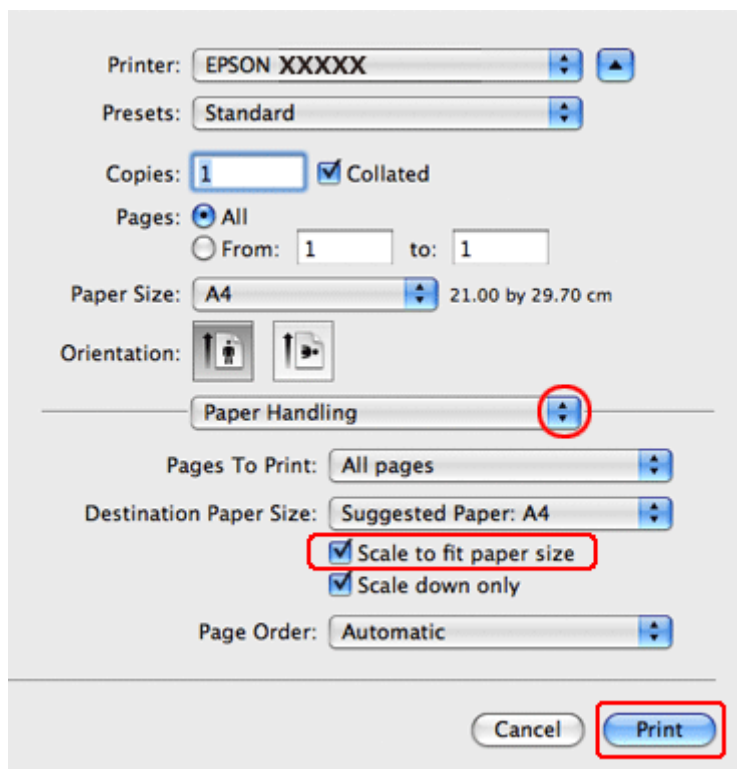 Printer: EPSON XXXXX
Presets: Standard
Copies: 1 Collated
Pages: All
From: 1 to: 1
Paper Size: A4 21.00 by 29.70 cm
Orientation:
Paper Handling
Pages To Print: All pages
Destination Paper Size: Suggested Paper: A4
Scale to fit paper size
Scale down only
Page Order: Automatic
Cancel Print